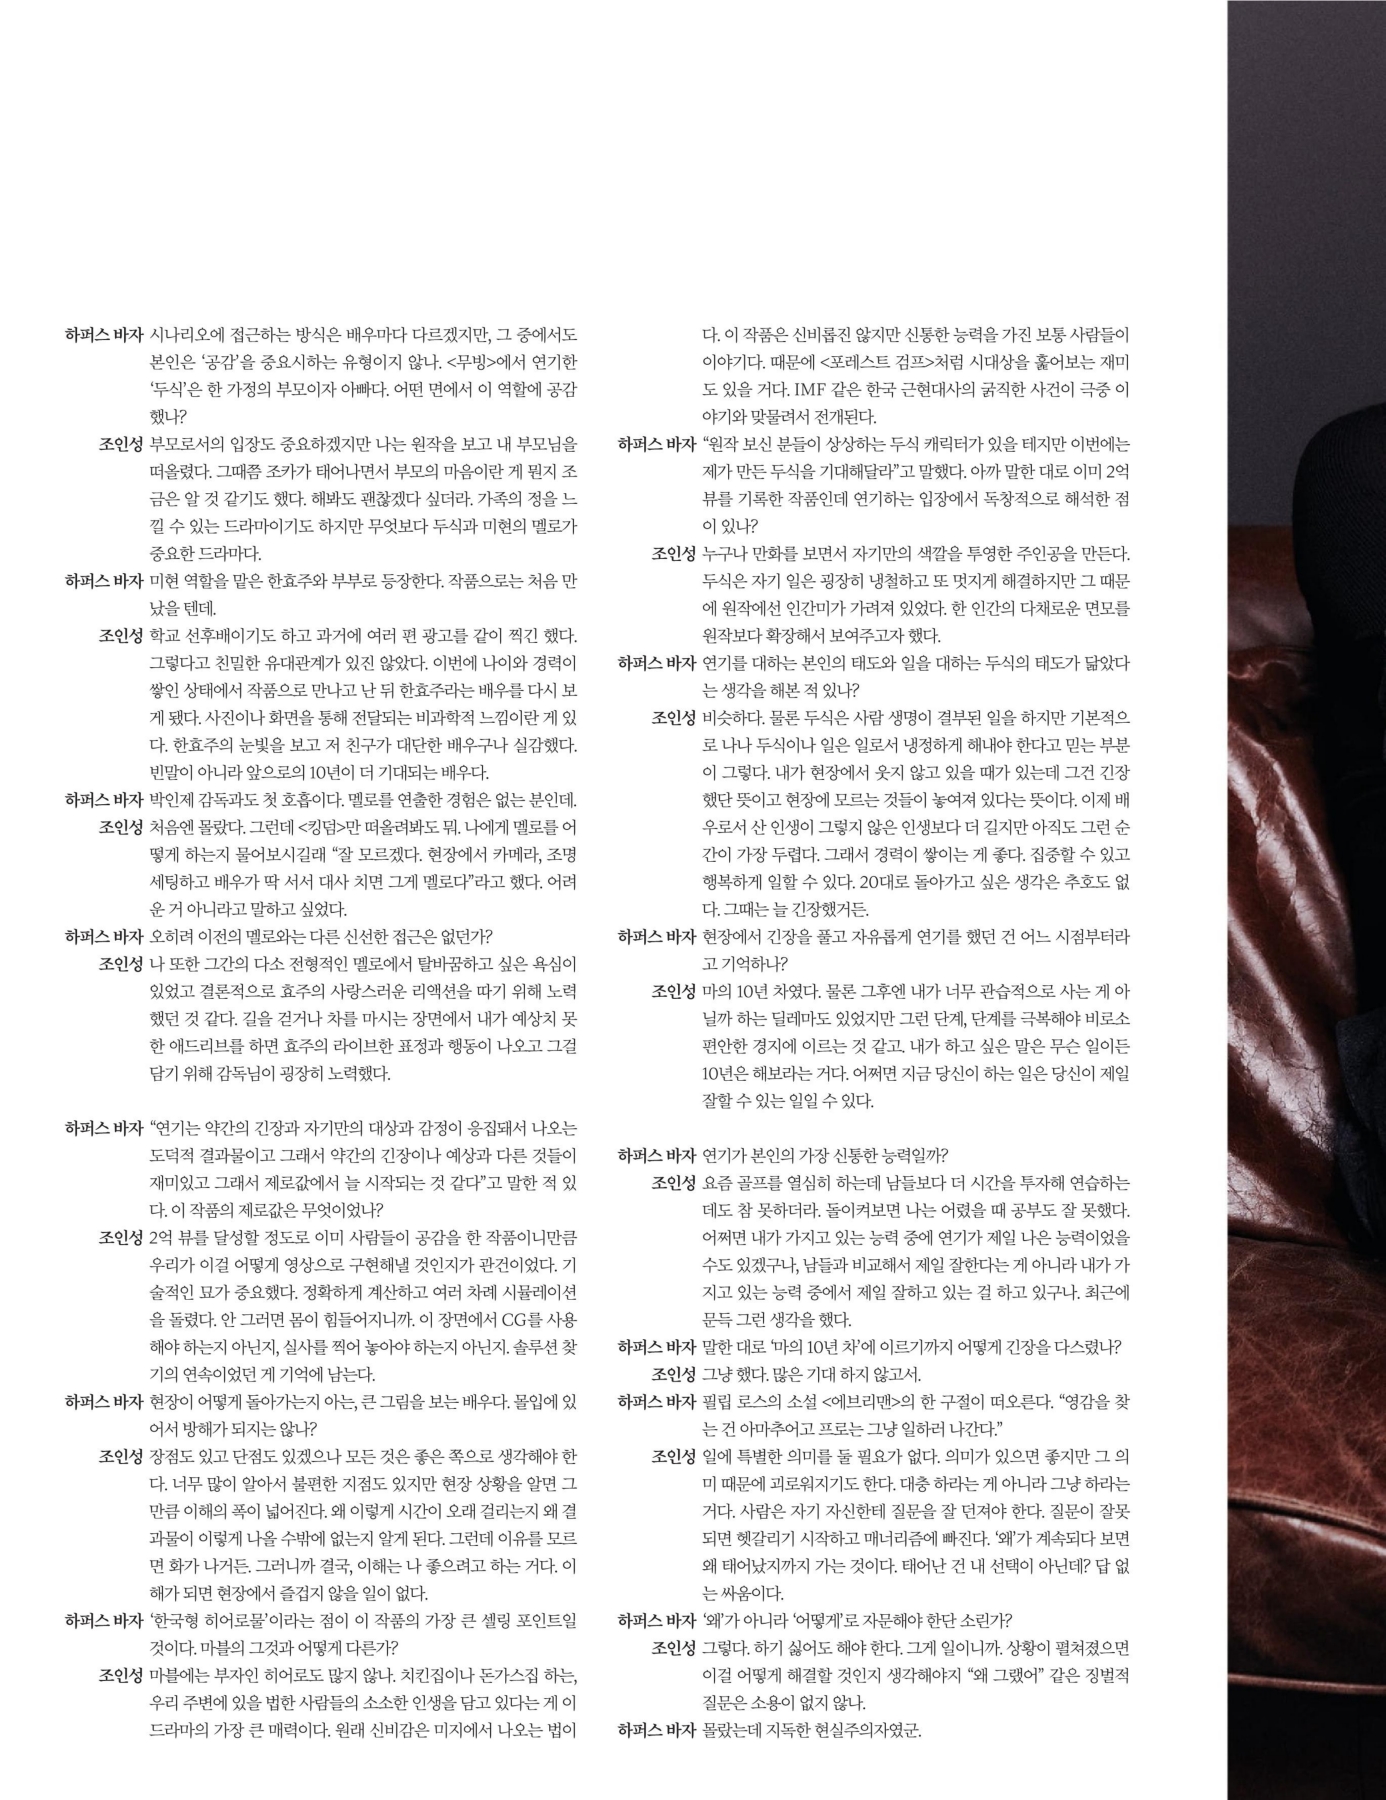 하퍼스 바자 시나리오에 접근하는 방식은 배우마다 다르겠지만, 그 중에서도
본인은 ‘공감’을 중요시하는 유형이지 않나. <무빙>에서 연기한
‘두식’은 한 가정의 부모이자 아빠다. 어떤 면에서 이 역할에 공감
했나?
조인성 부모로서의 입장도 중요하겠지만 나는 원작을 보고 내 부모님을
떠올렸다. 그때쯤 조카가 태어나면서 부모의 마음이란 게 뭔지 조
금은 알 것 같기도 했다. 해봐도 괜찮겠다 싶더라. 가족의 정을 느
낄 수 있는 드라마이기도 하지만 무엇보다 두식과 미현의 멜로가
중요한 드라마다.
하퍼스 바자 미현 역할을 맡은 한효주와 부부로 등장한다. 작품으로는 처음 만
났을 텐데.
조인성 학교 선후배이기도 하고 과거에 여러 편 광고를 같이 찍긴 했다.
그렇다고 친밀한 유대관계가 있진 않았다. 이번에 나이와 경력이
쌓인 상태에서 작품으로 만나고 난 뒤 한효주라는 배우를 다시 보
게 됐다. 사진이나 화면을 통해 전달되는 비과학적 느낌이란 게 있
다. 한효주의 눈빛을 보고 저 친구가 대단한 배우구나 실감했다.
빈말이 아니라 앞으로의 10년이 더 기대되는 배우다.
하퍼스 바자 박인제 감독과도 첫 호흡이다. 멜로를 연출한 경험은 없는 분인데.
조인성 처음엔 몰랐다. 그런데 <킹덤>만 떠올려봐도 뭐. 나에게 멜로를 어
떻게 하는지 물어보시길래 “잘 모르겠다. 현장에서 카메라, 조명
세팅하고 배우가 딱 서서 대사 치면 그게 멜로다”라고 했다. 어려
운 거 아니라고 말하고 싶었다.
하퍼스 바자 오히려 이전의 멜로와는 다른 신선한 접근은 없던가?
조인성 나 또한 그간의 다소 전형적인 멜로에서 탈바꿈하고 싶은 욕심이
있었고 결론적으로 효주의 사랑스러운 리액션을 따기 위해 노력
했던 것 같다. 길을 걷거나 차를 마시는 장면에서 내가 예상치 못
한 애드리브를 하면 효주의 라이브한 표정과 행동이 나오고 그걸
담기 위해 감독님이 굉장히 노력했다.
하퍼스 바자 “연기는 약간의 긴장과 자기만의 대상과 감정이 응집돼서 나오는
도덕적 결과물이고 그래서 약간의 긴장이나 예상과 다른 것들이
재미있고 그래서 제로값에서 늘 시작되는 것 같다”고 말한 적 있
다. 이 작품의 제로값은 무엇이었나?
조인성 2억 뷰를 달성할 정도로 이미 사람들이 공감을 한 작품이니만큼
우리가 이걸 어떻게 영상으로 구현해낼 것인지가 관건이었다. 기
술적인 묘가 중요했다. 정확하게 계산하고 여러 차례 시뮬레이션
을 돌렸다. 안 그러면 몸이 힘들어지니까. 이 장면에서 CG를 사용
해야 하는지 아닌지, 실사를 찍어 놓아야 하는지 아닌지. 솔루션 찾
기의 연속이었던 게 기억에 남는다.
하퍼스 바자 현장이 어떻게 돌아가는지 아는, 큰 그림을 보는 배우다. 몰입에 있
어서 방해가 되지는 않나?
조인성 장점도 있고 단점도 있겠으나 모든 것은 좋은 쪽으로 생각해야 한
다. 너무 많이 알아서 불편한 지점도 있지만 현장 상황을 알면 그
만큼 이해의 폭이 넓어진다. 왜 이렇게 시간이 오래 걸리는지 왜 결
과물이 이렇게 나올 수밖에 없는지 알게 된다. 그런데 이유를 모르
면 화가 나거든. 그러니까 결국, 이해는 나 좋으려고 하는 거다. 이
해가 되면 현장에서 즐겁지 않을 일이 없다.
하퍼스 바자 ‘한국형 히어로물’이라는 점이 이 작품의 가장 큰 셀링 포인트일
것이다. 마블의 그것과 어떻게 다른가?
조인성 마블에는 부자인 히어로도 많지 않나. 치킨집이나 돈가스집 하는,
우리 주변에 있을 법한 사람들의 소소한 인생을 담고 있다는 게 이
드라마의 가장 큰 매력이다. 원래 신비감은 미지에서 나오는 법이
다. 이 작품은 신비롭진 않지만 신통한 능력을 가진 보통 사람들이
이야기다. 때문에 <포레스트 검프>처럼 시대상을 훑어보는 재미
도 있을 거다. IMF 같은 한국 근현대사의 굵직한 사건이 극중 이
야기와 맞물려서 전개된다.
하퍼스 바자 “원작 보신 분들이 상상하는 두식 캐릭터가 있을 테지만 이번에는
제가 만든 두식을 기대해달라”고 말했다. 아까 말한 대로 이미 2억
뷰를 기록한 작품인데 연기하는 입장에서 독창적으로 해석한 점
이 있나?
조인성 누구나 만화를 보면서 자기만의 색깔을 투영한 주인공을 만든다.
두식은 자기 일은 굉장히 냉철하고 또 멋지게 해결하지만 그 때문
에 원작에선 인간미가 가려져 있었다. 한 인간의 다채로운 면모를
원작보다 확장해서 보여주고자 했다.
하퍼스 바자 연기를 대하는 본인의 태도와 일을 대하는 두식의 태도가 닮았다
는 생각을 해본 적 있나?
조인성 비슷하다. 물론 두식은 사람 생명이 결부된 일을 하지만 기본적으
로 나나 두식이나 일은 일로서 냉정하게 해내야 한다고 믿는 부분
이 그렇다. 내가 현장에서 웃지 않고 있을 때가 있는데 그건 긴장
했단 뜻이고 현장에 모르는 것들이 놓여져 있다는 뜻이다. 이제 배
우로서 산 인생이 그렇지 않은 인생보다 더 길지만 아직도 그런 순
간이 가장 두렵다. 그래서 경력이 쌓이는 게 좋다. 집중할 수 있고
행복하게 일할 수 있다. 20대로 돌아가고 싶은 생각은 추호도 없
다. 그때는 늘 긴장했거든.
하퍼스 바자 현장에서 긴장을 풀고 자유롭게 연기를 했던 건 어느 시점부터라
고 기억하나?
조인성 마의 10년 차였다. 물론 그후엔 내가 너무 관습적으로 사는 게 아
닐까 하는 딜레마도 있었지만 그런 단계, 단계를 극복해야 비로소
편안한 경지에 이르는 것 같고. 내가 하고 싶은 말은 무슨 일이든
10년은 해보라는 거다. 어쩌면 지금 당신이 하는 일은 당신이 제일
잘할 수 있는 일일 수 있다.
하퍼스 바자 연기가 본인의 가장 신통한 능력일까?
조인성 요즘 골프를 열심히 하는데 남들보다 더 시간을 투자해 연습하는
데도 참 못하더라. 돌이켜보면 나는 어렸을 때 공부도 잘 못했다.
어쩌면 내가 가지고 있는 능력 중에 연기가 제일 나은 능력이었을
수도 있겠구나, 남들과 비교해서 제일 잘한다는 게 아니라 내가 가
지고 있는 능력 중에서 제일 잘하고 있는 걸 하고 있구나. 최근에
문득 그런 생각을 했다.
하퍼스 바자 말한 대로 ‘마의 10년 차’에 이르기까지 어떻게 긴장을 다스렸나?
조인성 그냥 했다. 많은 기대 하지 않고서.
하퍼스 바자 필립 로스의 소설 <에브리맨>의 한 구절이 떠오른다. “영감을 찾
는 건 아마추어고 프로는 그냥 일하러 나간다.”
조인성 일에 특별한 의미를 둘 필요가 없다. 의미가 있으면 좋지만 그 의
미 때문에 괴로워지기도 한다. 대충 하라는 게 아니라 그냥 하라는
거다. 사람은 자기 자신한테 질문을 잘 던져야 한다. 질문이 잘못
되면 헷갈리기 시작하고 매너리즘에 빠진다. ‘왜’가 계속되다 보면
왜 태어났지까지 가는 것이다. 태어난 건 내 선택이 아닌데? 답 없
는 싸움이다.
하퍼스 바자 ‘왜’가 아니라 ‘어떻게’로 자문해야 한단 소린가?
조인성 그렇다. 하기 싫어도 해야 한다. 그게 일이니까. 상황이 펼쳐졌으면
이걸 어떻게 해결할 것인지 생각해야지 “왜 그랬어” 같은 징벌적
질문은 소용이 없지 않나.
하퍼스 바자 몰랐는데 지독한 현실주의자였군.